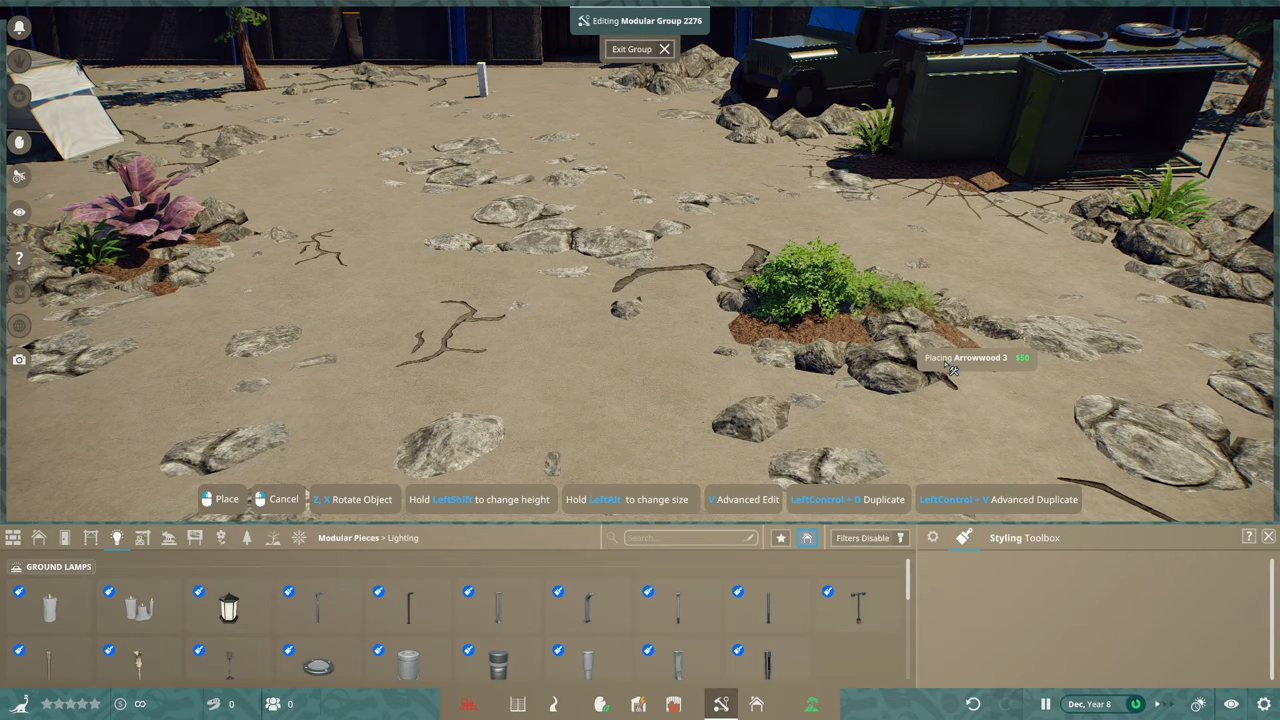 Editing Modular Group 2276
Exit Group
Placing Arrowwood 3 $50
Place
Cancel
Z, X Rotate Object
Hold LeftShift to change height
Hold LeftAlt to change size
V Advanced Edit
LeftControl + D Duplicate
LeftControl + V Advanced Duplicate
Modular Pieces > Lighting
Search...
Filters Disable
Styling Toolbox
?
GROUND LAMPS
0
0
Dec, Year 8